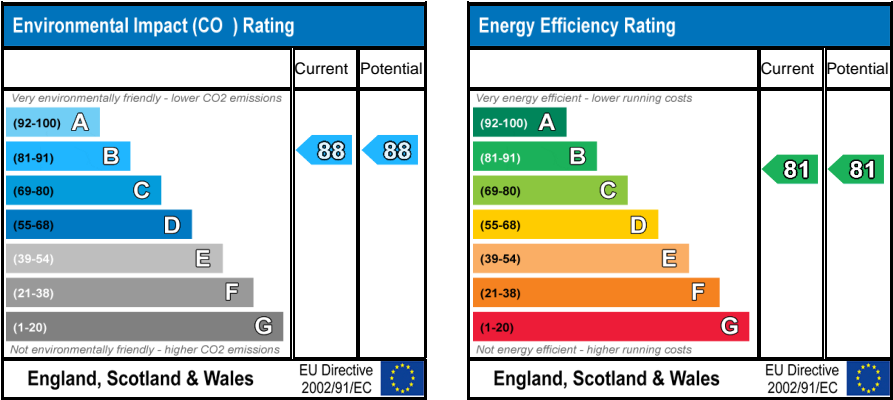 Environmental Impact (CO ) Rating
Current Potential
Very environmentally friendly - lower CO2 emissions
(92-100) A
(81-91) B
88 88
(69-80) C
(55-68) D
(39-54) E
(21-38) F
(1-20) G
Not environmentally friendly - higher CO2 emissions
England, Scotland & Wales
EU Directive
2002/91/EC
Energy Efficiency Rating
Current Potential
Very energy efficient - lower running costs
(92-100) A
(81-91) B
81 81
(69-80) C
(55-68) D
(39-54) E
(21-38) F
(1-20) G
Not energy efficient - higher running costs
England, Scotland & Wales
EU Directive
2002/91/EC